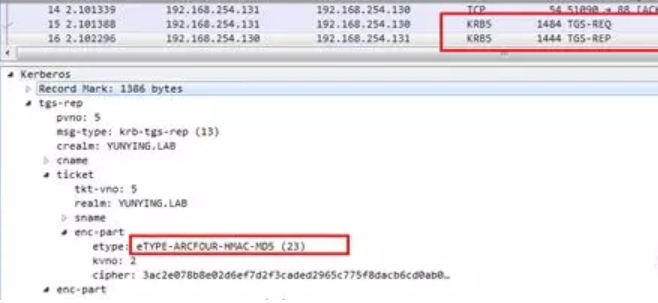 14 2.101339 192.168.254.131 192.168.254.130 TCP 54 51090 → 88 [ACK
15 2.101388 192.168.254.131 192.168.254.130 KRB5 1484 TGS-REQ
16 2.102296 192.168.254.130 192.168.254.131 KRB5 1444 TGS-REP
Kerberos
Record Mark: 1386 bytes
tgs-rep
pvno: 5
msg-type: krb-tgs-rep (13)
crealm: YUNYING.LAB
cname
ticket
tkt-vno: 5
realm: YUNYING.LAB
sname
enc-part
etype: eTYPE-ARCFOUR-HMAC-MD5 (23)
kvno: 2
cipher: 3ac2e078b8e02d6ef7d2f3caded2965c775f8dacb6cd0ab0…
enc-part